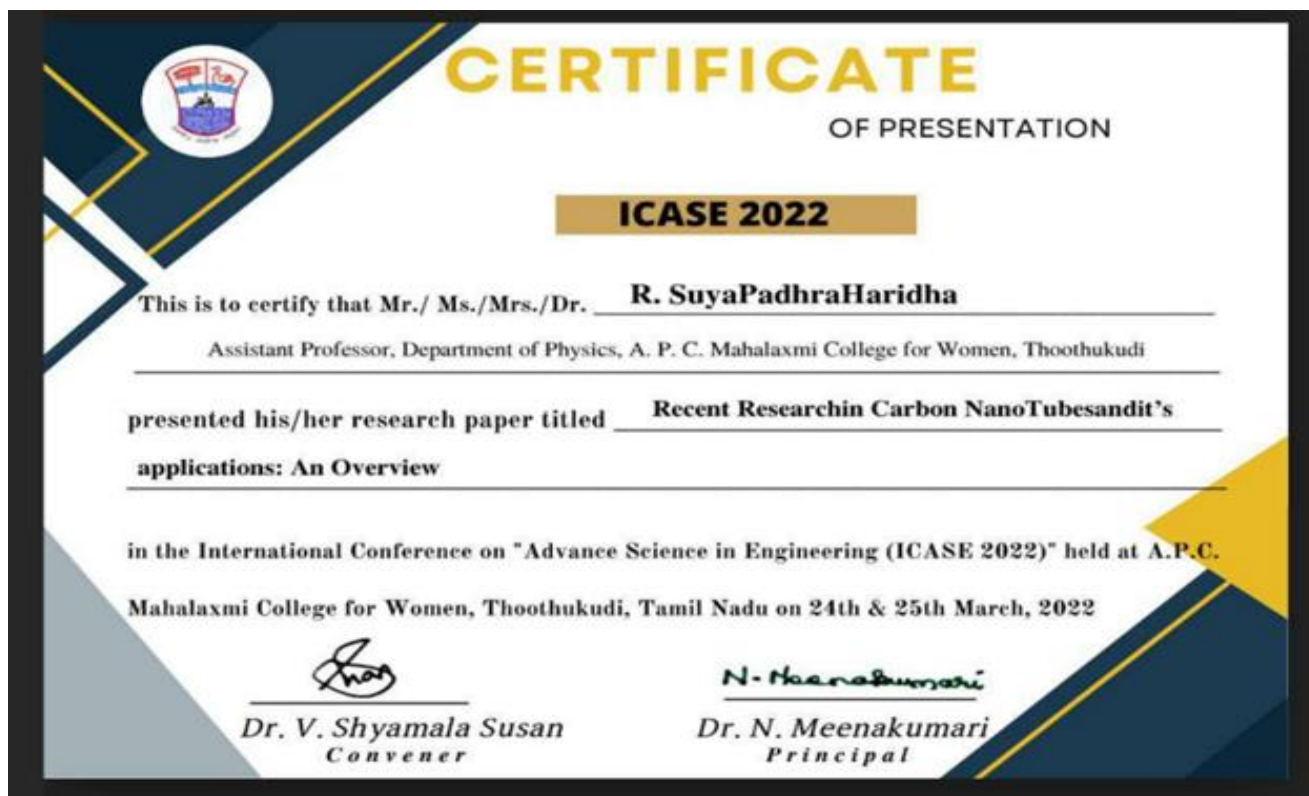 CERTIFICATE
OF PRESENTATION
ICASE 2022
This is to certify that Mr./ Ms./Mrs./Dr. R. SuyaPadhraHaridha
Assistant Professor, Department of Physics, A. P. C. Mahalaxmi College for Women, Thoothukudi
presented his/her research paper titled Recent Researchin Carbon NanoTubesandit's
applications: An Overview
in the International Conference on "Advance Science in Engineering (ICASE 2022)" held at A.P.C.
Mahalaxmi College for Women, Thoothukudi, Tamil Nadu on 24th & 25th March, 2022
N. Meenakumari
Dr. V. Shyamala Susan
Convener
Dr. N. Meenakumari
Principal